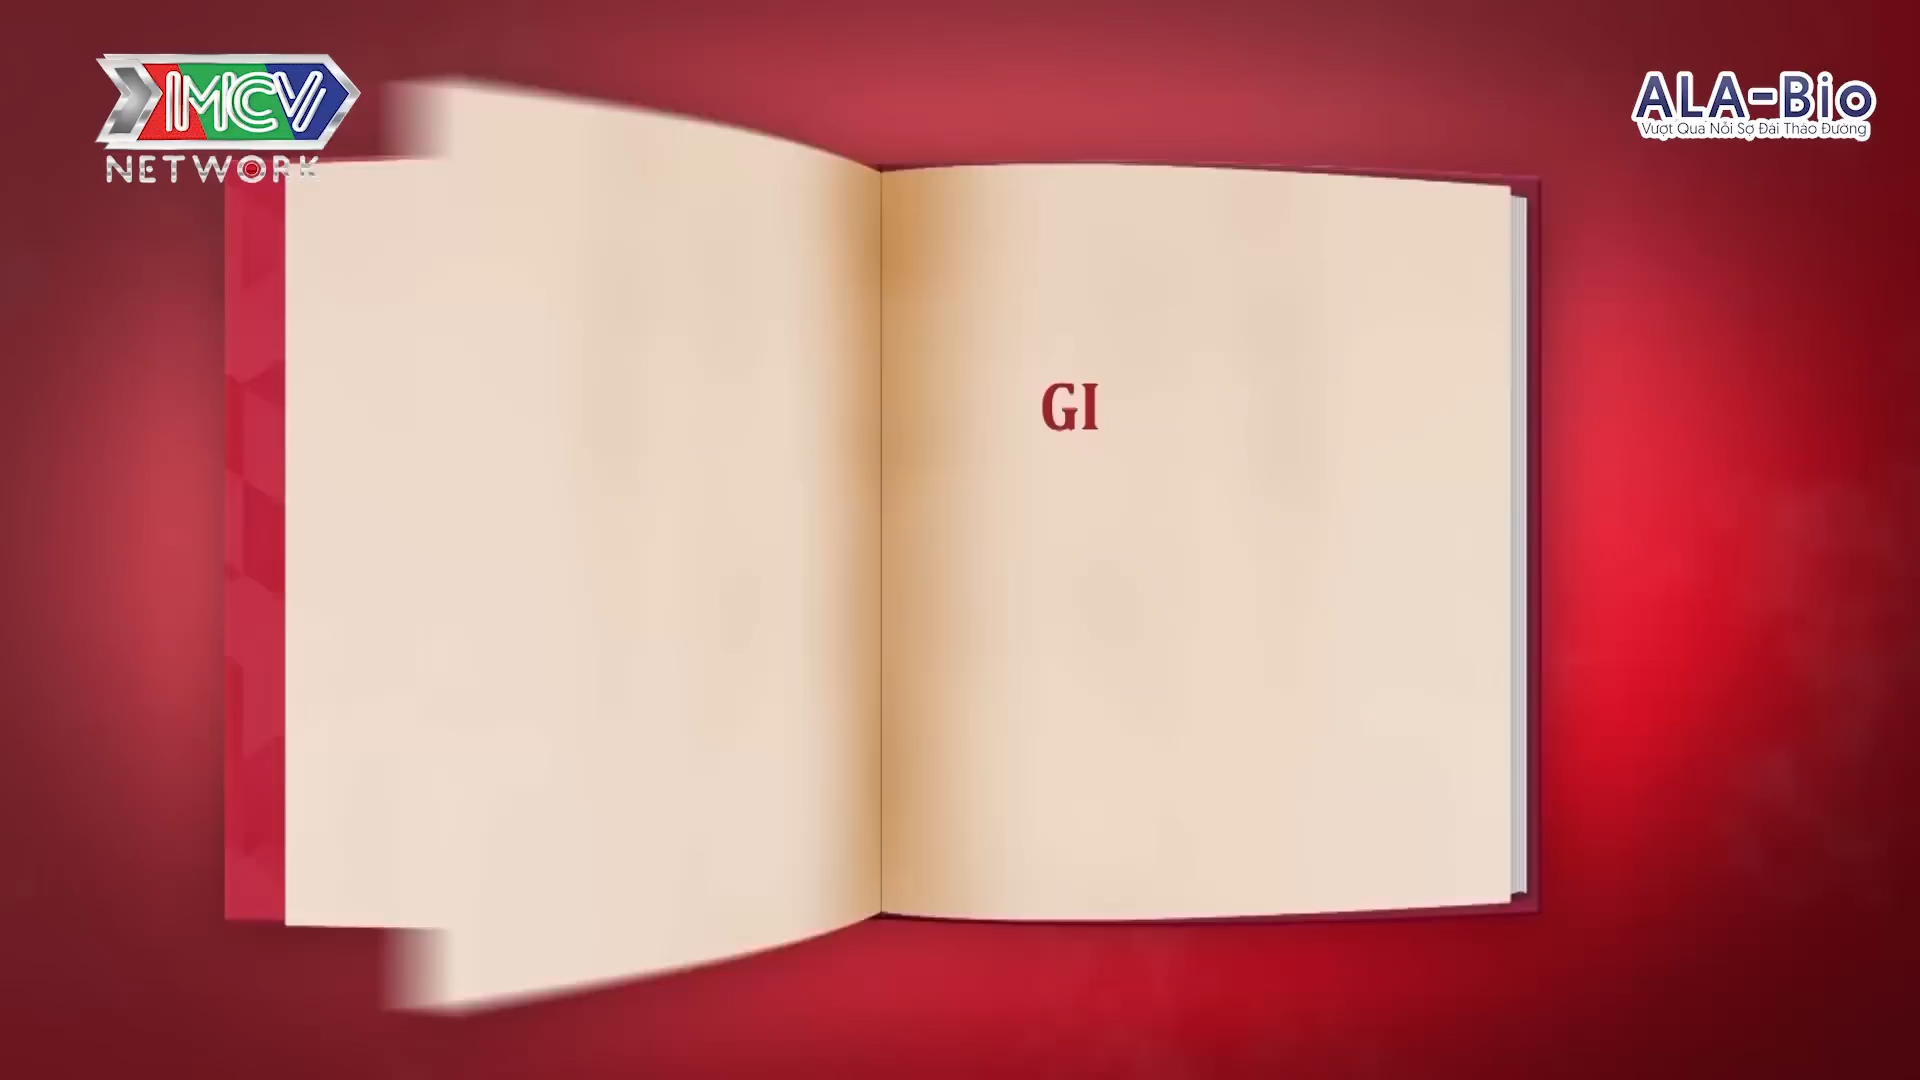 MCV
NETWORK
ALA-Bio
Vượt Qua Nỗi Sợ Đái Tháo Đường
GI